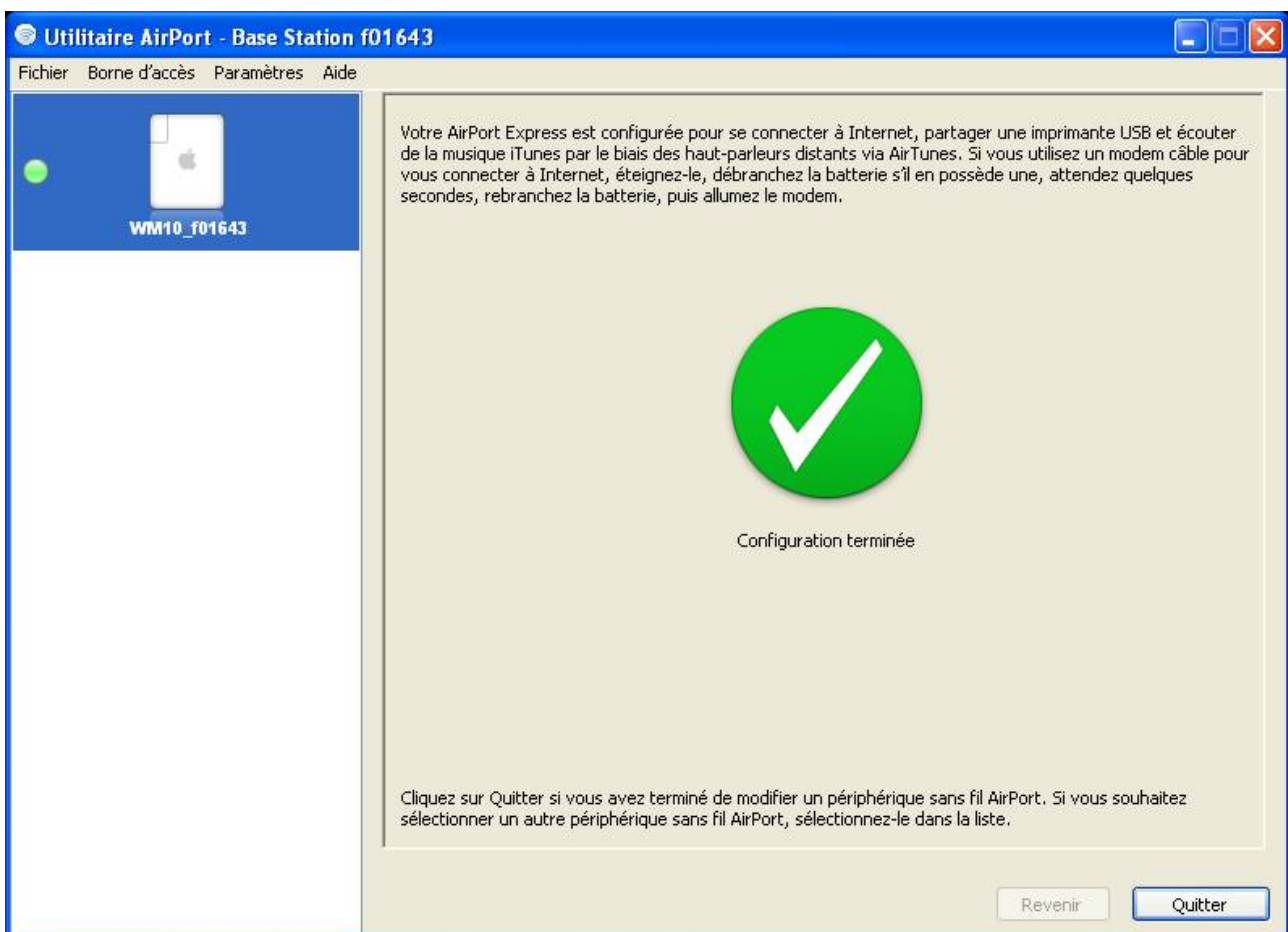 Utilitaire AirPort - Base Station f01643
Fichier Borne d'accès Paramètres Aide
WM10_f01643
Votre AirPort Express est configurée pour se connecter à Internet, partager une imprimante USB et écouter
de la musique iTunes par le biais des haut-parleurs distants via AirTunes. Si vous utilisez un modem câble pour
vous connecter à Internet, éteignez-le, débranchez la batterie s'il en possède une, attendez quelques
secondes, rebranchez la batterie, puis allumez le modem.
Configuration terminée
Cliquez sur Quitter si vous avez terminé de modifier un périphérique sans fil AirPort. Si vous souhaitez
sélectionner un autre périphérique sans fil AirPort, sélectionnez-le dans la liste.
Revenir Quitter